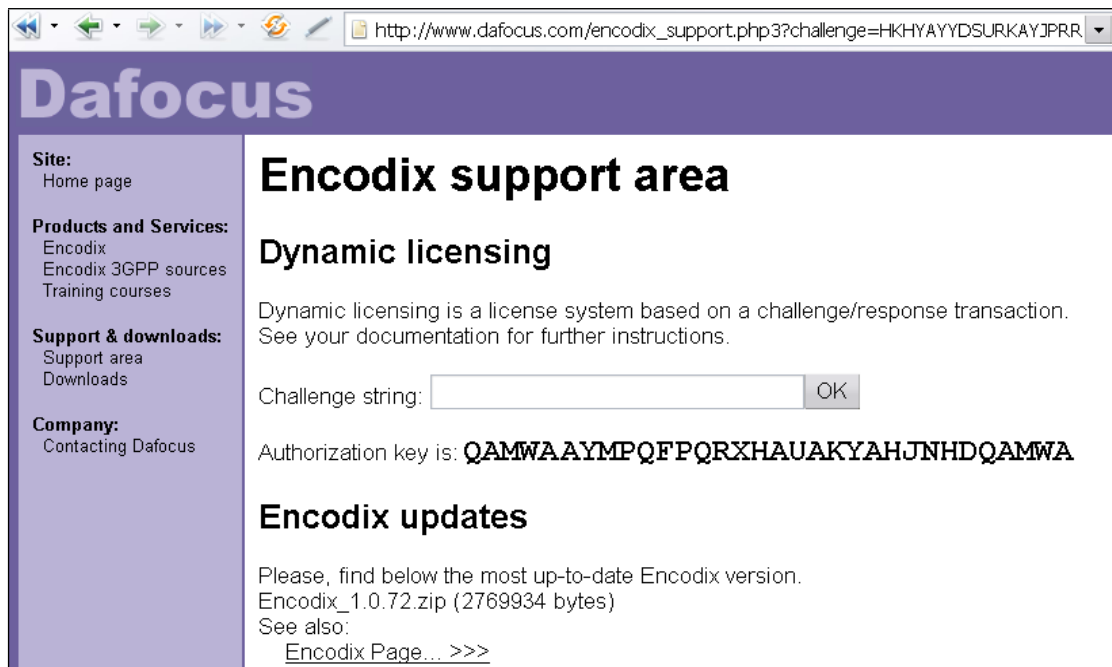 http://www.dafocus.com/encodix_support.php3?challenge=HKHYAYYDSURKAYJPRR
Dafocus
Site:
Home page
Products and Services:
Encodix
Encodix 3GPP sources
Training courses
Support & downloads:
Support area
Downloads
Company:
Contacting Dafocus
Encodix support area
Dynamic licensing
Dynamic licensing is a license system based on a challenge/response transaction.
See your documentation for further instructions.
Challenge string:
OK
Authorization key is: QAMWAAYMPQFPQRXHAUAKYAHJNHDQAMWA
Encodix updates
Please, find below the most up-to-date Encodix version.
Encodix_1.0.72.zip (2769934 bytes)
See also:
Encodix Page... >>>